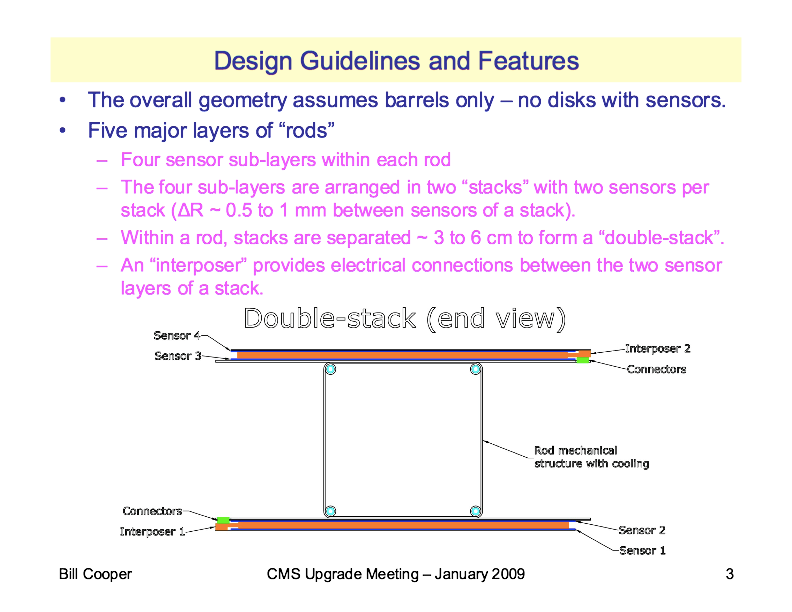 Design Guidelines and Features
• The overall geometry assumes barrels only – no disks with sensors.
• Five major layers of “rods”
– Four sensor sub-layers within each rod
– The four sub-layers are arranged in two “stacks” with two sensors per
stack (ΔR ~ 0.5 to 1 mm between sensors of a stack).
– Within a rod, stacks are separated ~ 3 to 6 cm to form a “double-stack”.
– An “interposer” provides electrical connections between the two sensor
layers of a stack.
Double-stack (end view)
Sensor 4
Sensor 3
Interposer 2
Connectors
Rod mechanical
structure with cooling
Connectors
Interposer 1
Sensor 2
Sensor 1
Bill Cooper
CMS Upgrade Meeting – January 2009
3